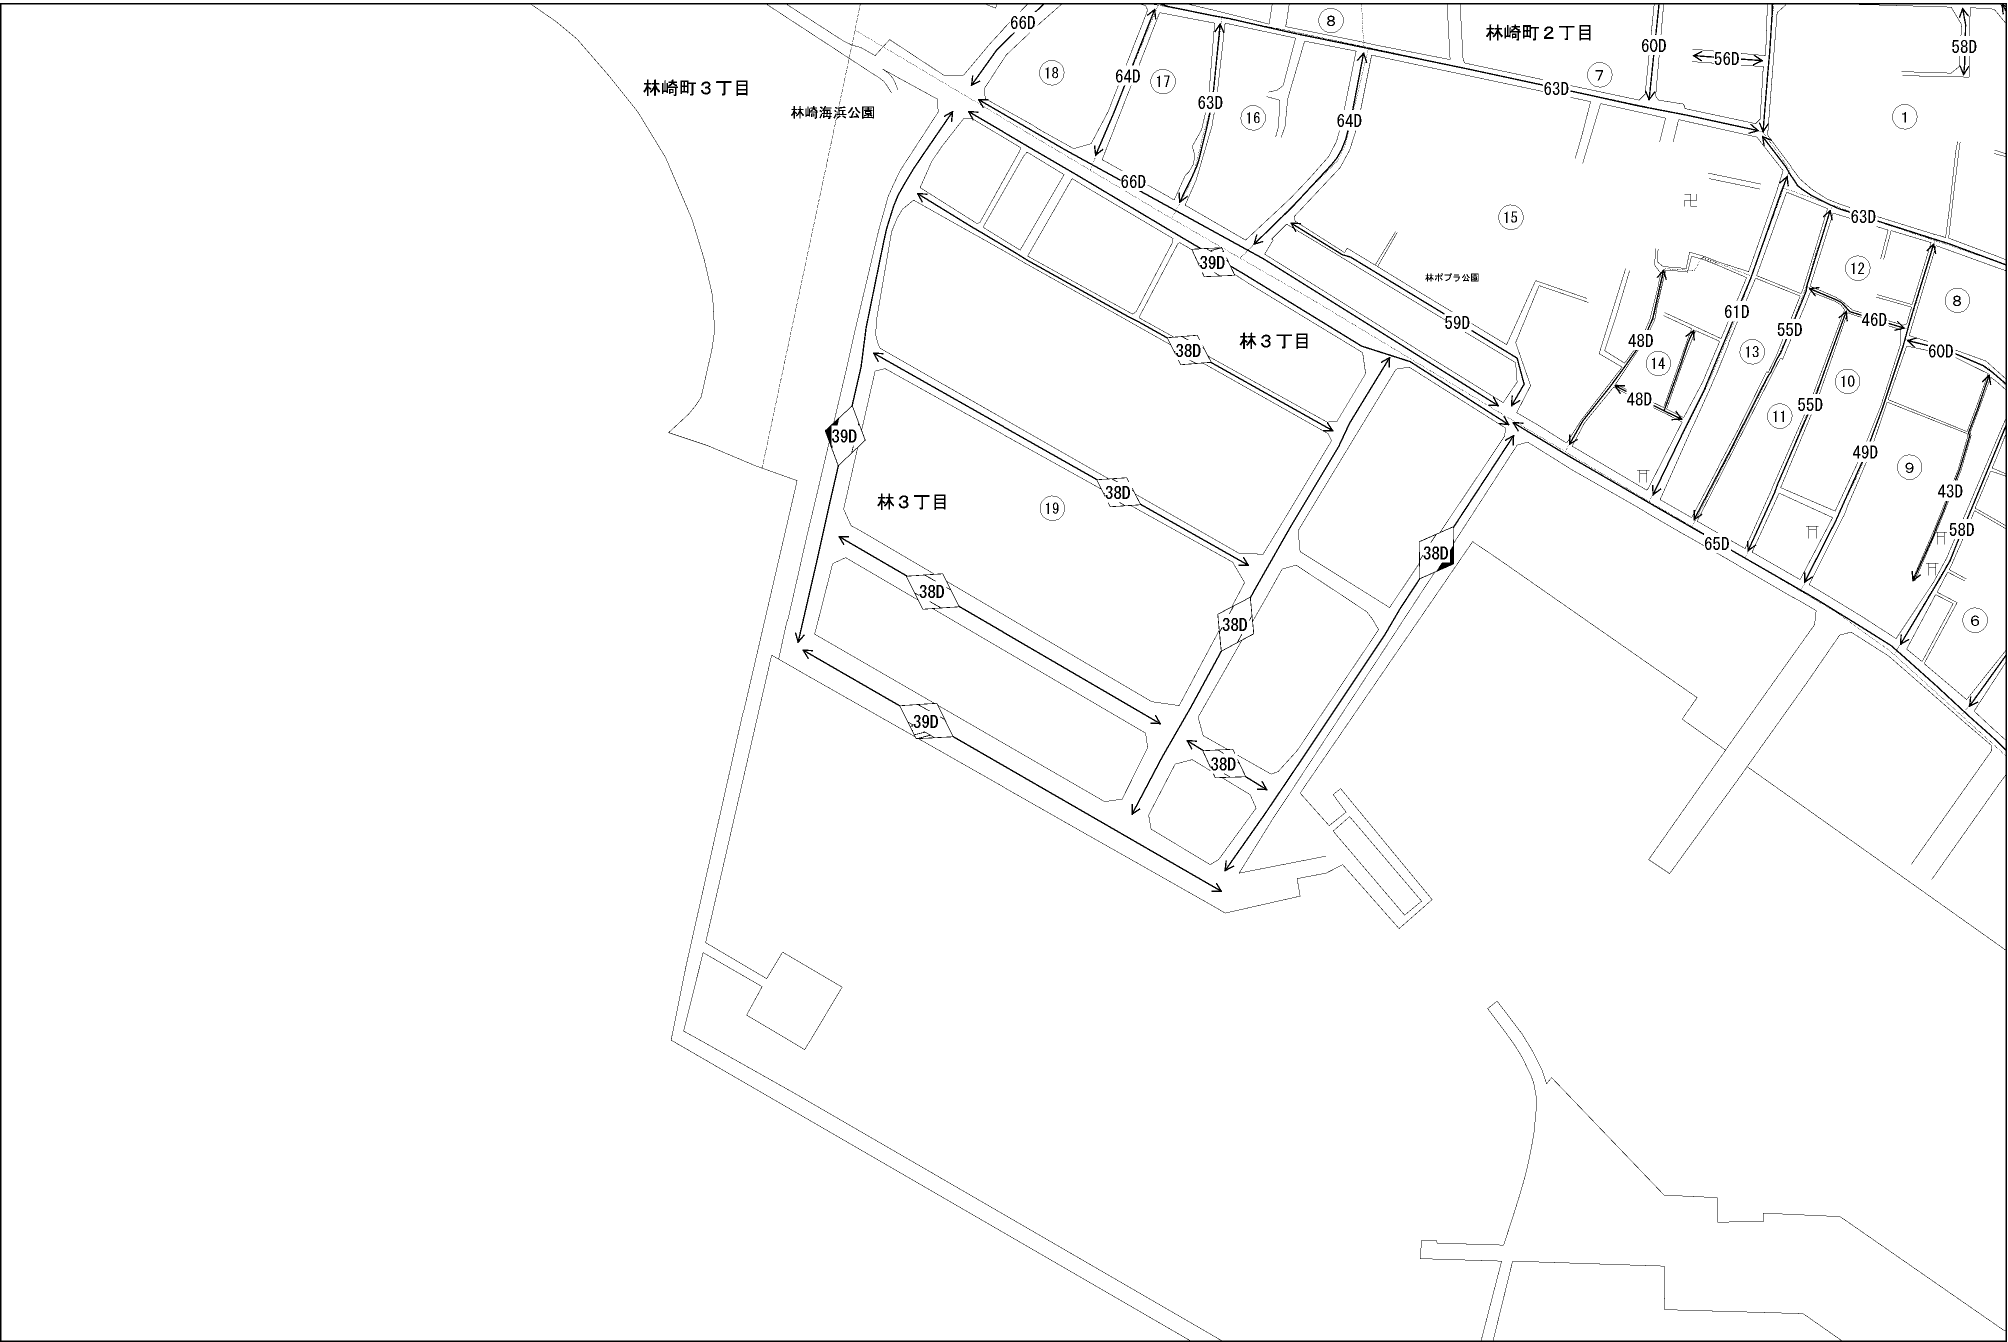 66D
⑧
林崎町２丁目
60D
56D
58D
林崎町３丁目
⑱
64D
⑰
63D
⑯
64D
63D
⑦
①
林崎海浜公園
66D
卍
⑮
63D
39D
林ポプラ公園
⑫
⑧
59D
61D
55D
46D
60D
林３丁目
38D
48D
⑭
⑬
⑩
48D
⑪
55D
39D
49D
⑨
43D
58D
38D
林３丁目
⑲
65D
38D
38D
38D
⑥
39D
38D